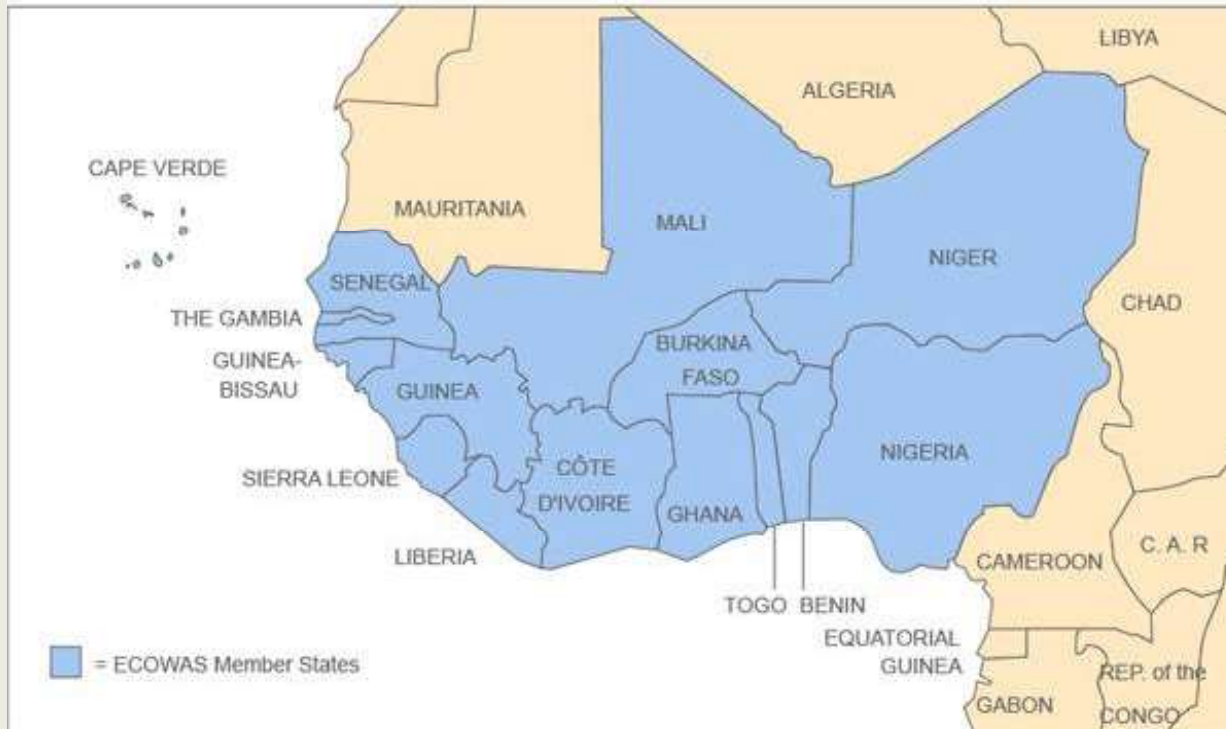 LIBYA
ALGERIA
CAPE VERDE
MAURITANIA
MALI
NIGER
SENEGAL
CHAD
THE GAMBIA
GUINEA-
BISSAU
BURKINA
FASO
GUINEA
NIGERIA
SIERRA LEONE
CÔTE
D'IVOIRE
GHANA
LIBERIA
C. A. R
CAMEROON
TOGO
BENIN
EQUATORIAL
GUINEA
= ECOWAS Member States
REP. of the
CONGO
GABON